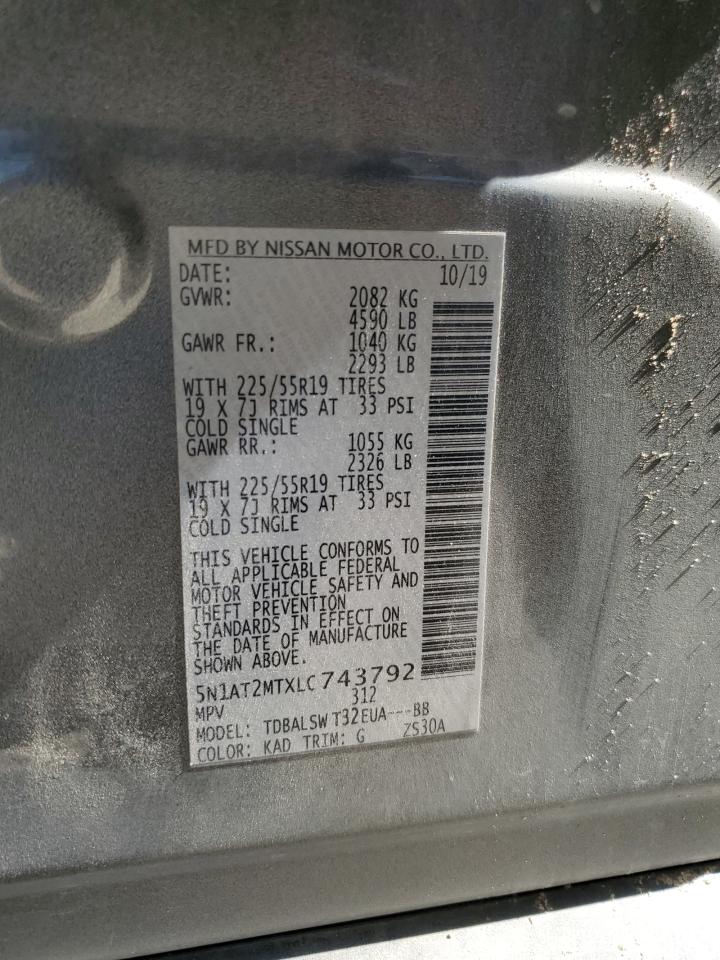 MFD BY NISSAN MOTOR CO., LTD.
DATE: 10/19
GVWR: 2082 KG
4590 LB
GAWR FR.: 1040 KG
2293 LB
WITH 225/55R19 TIRES
19 X 7J RIMS AT 33 PSI
COLD SINGLE
GAWR RR.: 1055 KG
2326 LB
WITH 225/55R19 TIRES
19 X 7J RIMS AT 33 PSI
COLD SINGLE
THIS VEHICLE CONFORMS TO
ALL APPLICABLE FEDERAL
MOTOR VEHICLE SAFETY AND
THEFT PREVENTION
STANDARDS IN EFFECT ON
THE DATE OF MANUFACTURE
SHOWN ABOVE.
5N1AT2MTXLC743792
MPV 312
MODEL: TDBALSWT32EUA---BB
COLOR: KAD TRIM: G ZS30A